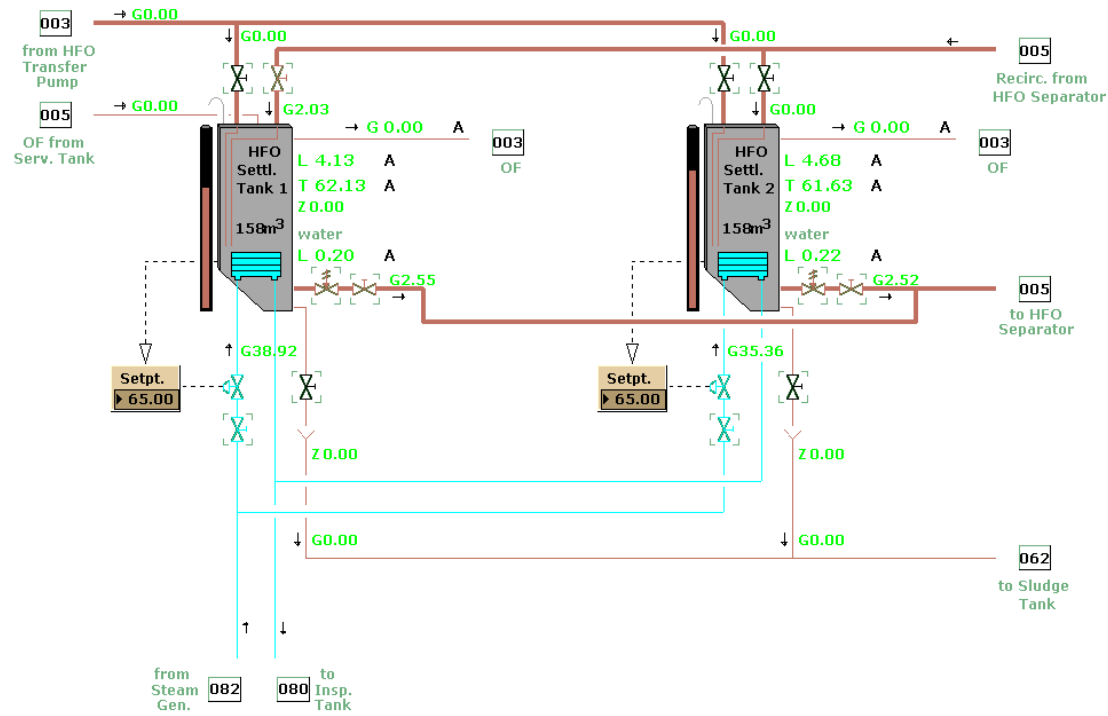 003
G0.00
from HFO
Transfer
Pump
G0.00
G0.00
005
Recirc. from
HFO Separator
005
G0.00
OF from
Serv. Tank
G2.03
G0.00
HFO
Settl.
Tank 1
158m3
G 0.00 A
003
OF
L 4.13 A
T 62.13 A
Z0.00
water
L 0.20 A
G2.55
HFO
Settl.
Tank 2
158m3
G 0.00 A
003
OF
L 4.68 A
T 61.63 A
Z0.00
water
L 0.22 A
G2.52
005
to HFO
Separator
G38.92
Setpt.
65.00
G35.36
Setpt.
65.00
Z0.00
Z0.00
G0.00
G0.00
062
to Sludge
Tank
from
Steam
Gen.
082
080
to
Insp.
Tank